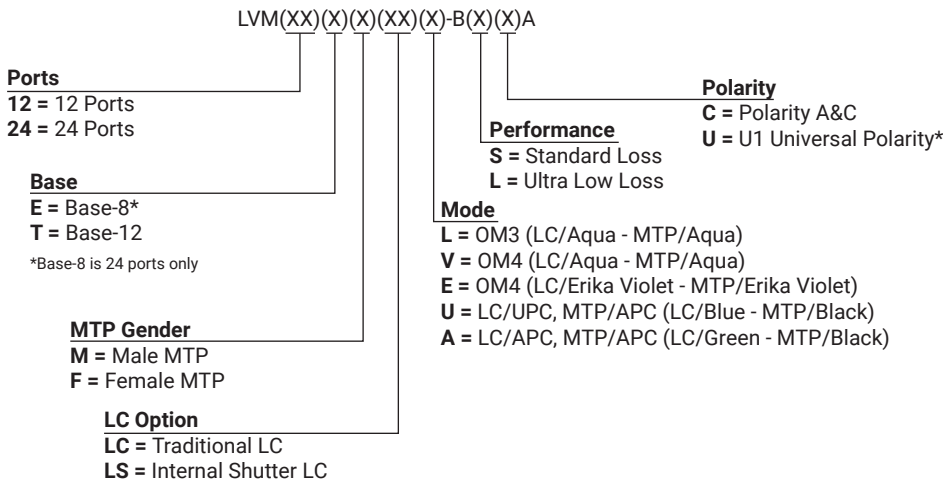 LVM(XX)(X)(X)(XX)(X)-B(X)(X)A
Ports
12 = 12 Ports
24 = 24 Ports
Base
E = Base-8*
T = Base-12
*Base-8 is 24 ports only
MTP Gender
M = Male MTP
F = Female MTP
LC Option
LC = Traditional LC
LS = Internal Shutter LC
Mode
L = OM3 (LC/Aqua - MTP/Aqua)
V = OM4 (LC/Aqua - MTP/Aqua)
E = OM4 (LC/Erika Violet - MTP/Erika Violet)
U = LC/UPC, MTP/APC (LC/Blue - MTP/Black)
A = LC/APC, MTP/APC (LC/Green - MTP/Black)
Performance
S = Standard Loss
L = Ultra Low Loss
Polarity
C = Polarity A&C
U = U1 Universal Polarity*